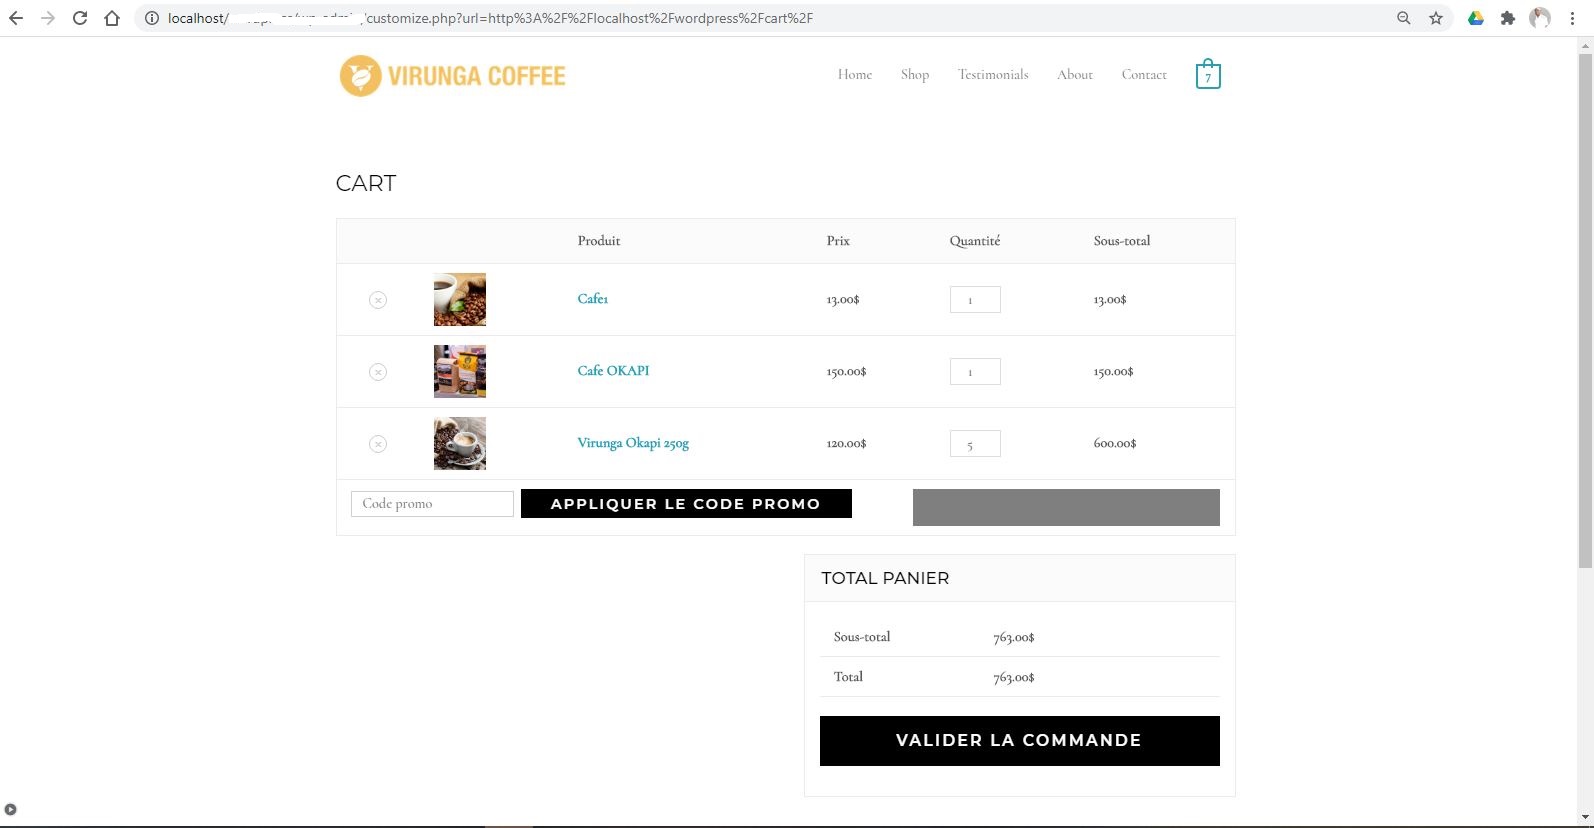 localhost/
/customize.php?url=http%3A%2F%2Flocalhost%2Fwordpress%2Fcart%2F
VIRUNGA COFFEE
Home Shop Testimonials About Contact 7
CART
Produit Prix Quantité Sous-total
Cafe1 13.00$ 1 13.00$
Cafe OKAPI 150.00$ 1 150.00$
Virunga Okapi 250g 120.00$ 5 600.00$
Code promo APPLIQUER LE CODE PROMO
TOTAL PANIER
Sous-total 763.00$
Total 763.00$
VALIDER LA COMMANDE